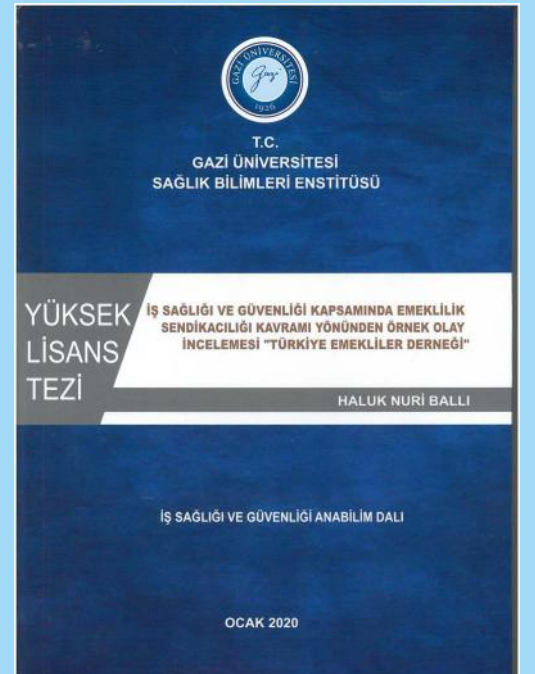 GAZİ ÜNİVERSİTESİ
Gazi
1926
T.C.
GAZİ ÜNİVERSİTESİ
SAĞLIK BİLİMLERİ ENSTİTÜSÜ
YÜKSEK
LİSANS
TEZİ
İŞ SAĞLIĞI VE GÜVENLİĞİ KAPSAMINDA EMEKLİLİK
SENDİKACILIĞI KAVRAMI YÖNÜNDEN ÖRNEK OLAY
İNCELEMESİ "TÜRKİYE EMEKLİLER DERNEĞİ"
HALUK NURİ BALLI
İŞ SAĞLIĞI VE GÜVENLİĞİ ANABİLİM DALI
OCAK 2020